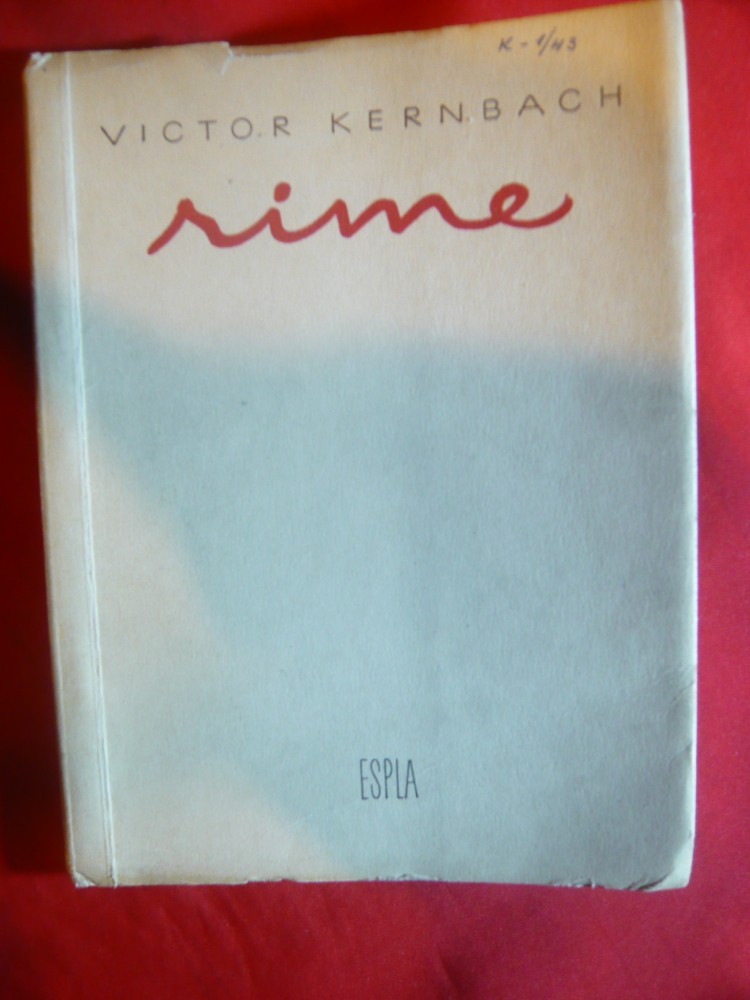 K - 1/43
VICTOR KERNBACH
rime
ESPLA